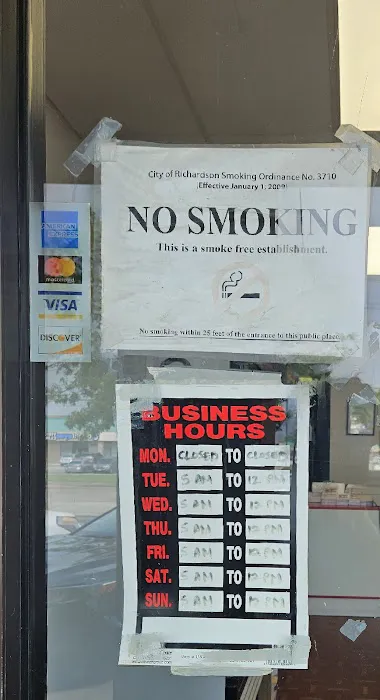 City of Richardson Smoking Ordinance No. 3710
(Effective January 1, 2009)
NO SMOKING
This is a smoke free establishment.
No smoking within 25 feet of the entrance to this public place.
AMERICAN EXPRESS
mastercard
VISA
DISCOVER
BUSINESS
HOURS
MON. CLOSED TO CLOSED
TUE. 5 AM TO 12 PM
WED. 5 AM TO 12 PM
THU. 5 AM TO 12 PM
FRI. 5 AM TO 12 PM
SAT. 5 AM TO 12 PM
SUN. 5 AM TO 12 PM